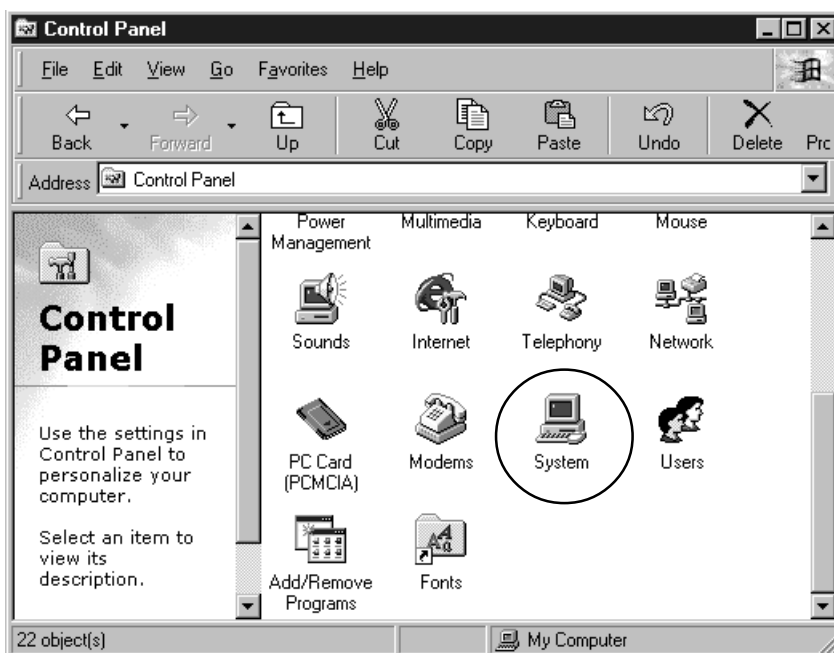 Control Panel
File Edit View Go Favorites Help
Back Forward Up Cut Copy Paste Undo Delete Prc
Address Control Panel
Power Management
Multimedia
Keyboard
Mouse
Control
Panel
Sounds
Internet
Telephony
Network
Use the settings in
Control Panel to
personalize your
computer.
PC Card
(PCMCIA)
Modems
System
Users
Select an item to
view its
description.
Add/Remove
Programs
Fonts
22 object(s)
My Computer